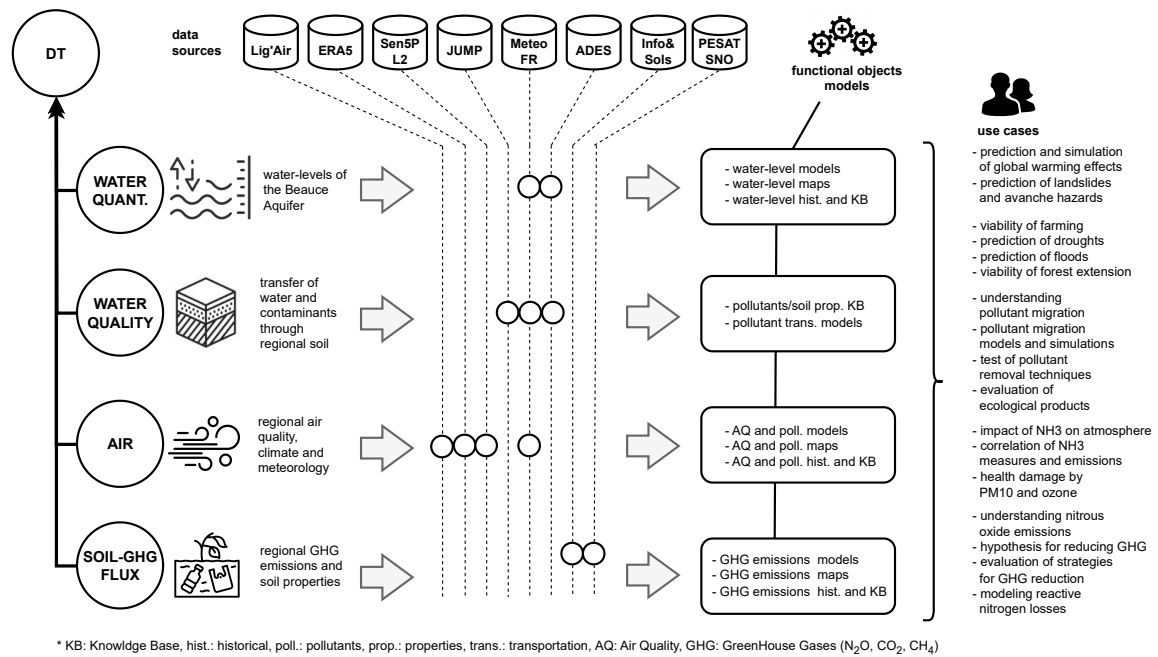 DT
data
sources
Lig'Air
ERA5
Sen5P
L2
JUMP
Meteo
FR
ADES
Info&
Sols
PESAT
SNO
functional objects
models
use cases
WATER
QUANT.
water-levels of
the Beauce
Aquifer
- water-level models
- water-level maps
- water-level hist. and KB
- prediction and simulation
of global warming effects
- prediction of landslides
and avanche hazards
- viability of farming
- prediction of droughts
- prediction of floods
- viability of forest extension
WATER
QUALITY
transfer of
water and
contaminants
through
regional soil
- pollutants/soil prop. KB
- pollutant trans. models
- understanding
pollutant migration
- pollutant migration
models and simulations
- test of pollutant
removal techniques
- evaluation of
ecological products
AIR
regional air
quality,
climate and
meteorology
- AQ and poll. models
- AQ and poll. maps
- AQ and poll. hist. and KB
- impact of NH3 on atmosphere
- correlation of NH3
measures and emissions
- health damage by
PM10 and ozone
SOIL-GHG
FLUX
regional GHG
emissions and
soil properties
- GHG emissions models
- GHG emissions maps
- GHG emissions hist. and KB
- understanding nitrous
oxide emissions
- hypothesis for reducing GHG
- evaluation of strategies
for GHG reduction
- modeling reactive
nitrogen losses
* KB: Knowldge Base, hist.: historical, poll.: pollutants, prop.: properties, trans.: transportation, AQ: Air Quality, GHG: GreenHouse Gases (N2O, CO2, CH4)